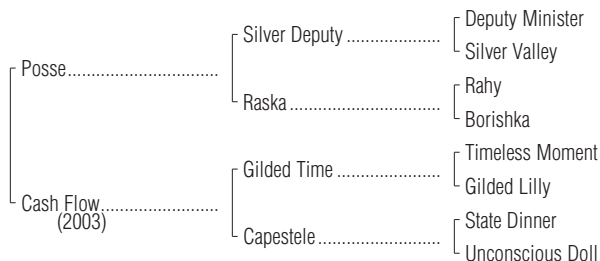 Deputy Minister
Silver Deputy ......................
Silver Valley
Posse...................................
Rahy
Raska ...................................
Borishka
Timeless Moment
Gilded Time ........................
Gilded Lilly
Cash Flow...........................
(2003)
State Dinner
Capestele............................
Unconscious Doll